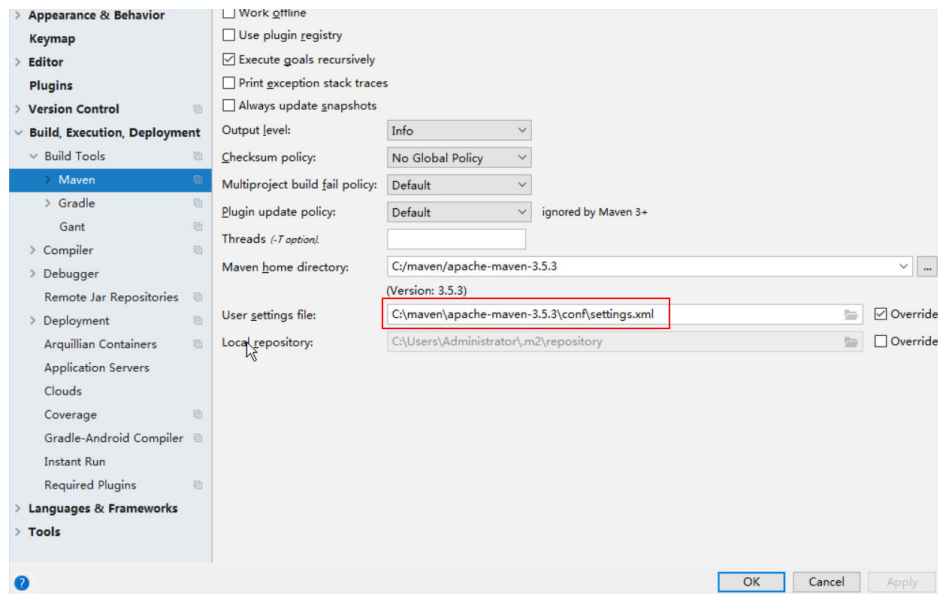 Appearance & Behavior
Keymap
Editor
Plugins
Version Control
Build, Execution, Deployment
Build Tools
Maven
Gradle
Gant
Compiler
Debugger
Remote Jar Repositories
Deployment
Arquillian Containers
Application Servers
Clouds
Coverage
Gradle-Android Compiler
Instant Run
Required Plugins
Languages & Frameworks
Tools
Work offline
Use plugin registry
Execute goals recursively
Print exception stack traces
Always update snapshots
Output level: Info
Checksum policy: No Global Policy
Multiproject build fail policy: Default
Plugin update policy: Default ignored by Maven 3+
Threads (-T option).
Maven home directory: C:/maven/apache-maven-3.5.3 ...
(Version: 3.5.3)
User settings file: C:\maven\apache-maven-3.5.3\conf\settings.xml Override
Local repository: C:\Users\Administrator\.m2\repository Override
? OK Cancel Apply